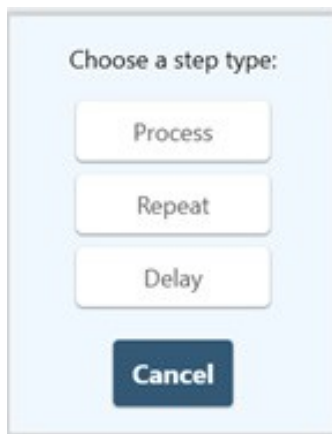 Choose a step type:
Process
Repeat
Delay
Cancel